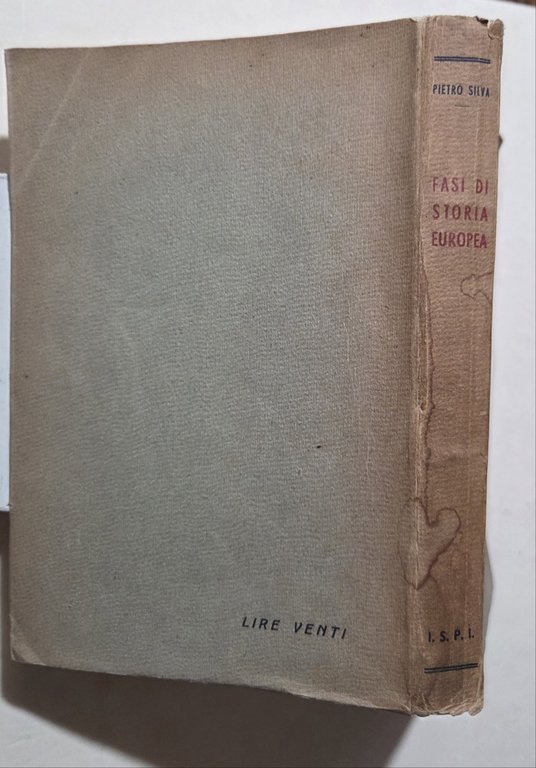 PIETRO SILVA
FASI DI
STORIA
EUROPEA
I. S. P. I.
LIRE VENTI